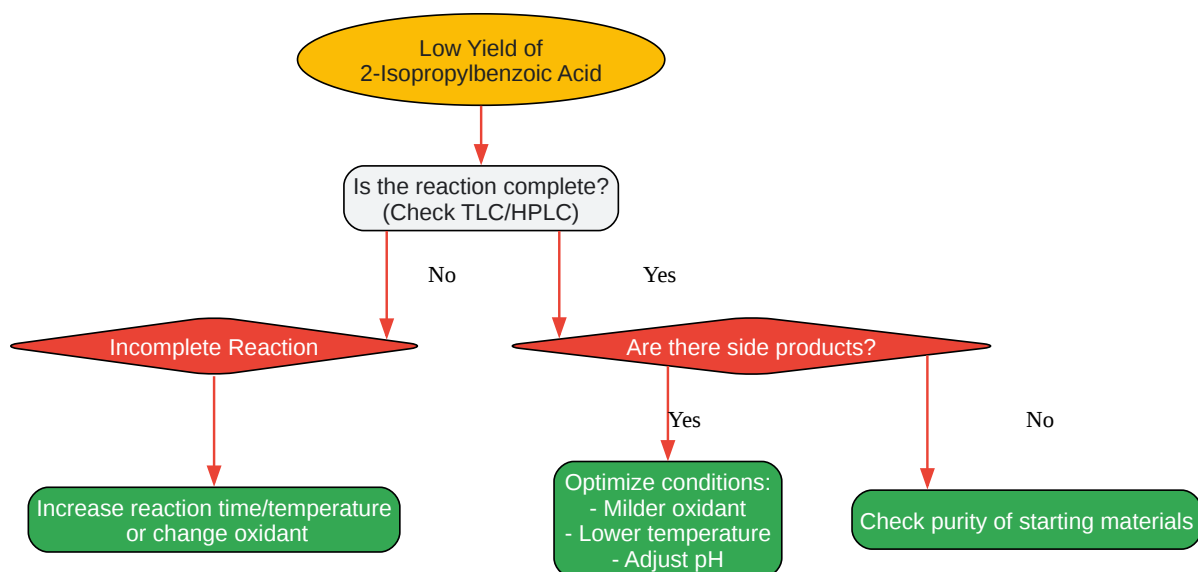 Low Yield of
2-Isopropylbenzoic Acid
Is the reaction complete?
(Check TLC/HPLC)
No
Yes
Incomplete Reaction
Are there side products?
Yes
No
Increase reaction time/temperature
or change oxidant
Optimize conditions:
- Milder oxidant
- Lower temperature
- Adjust pH
Check purity of starting materials